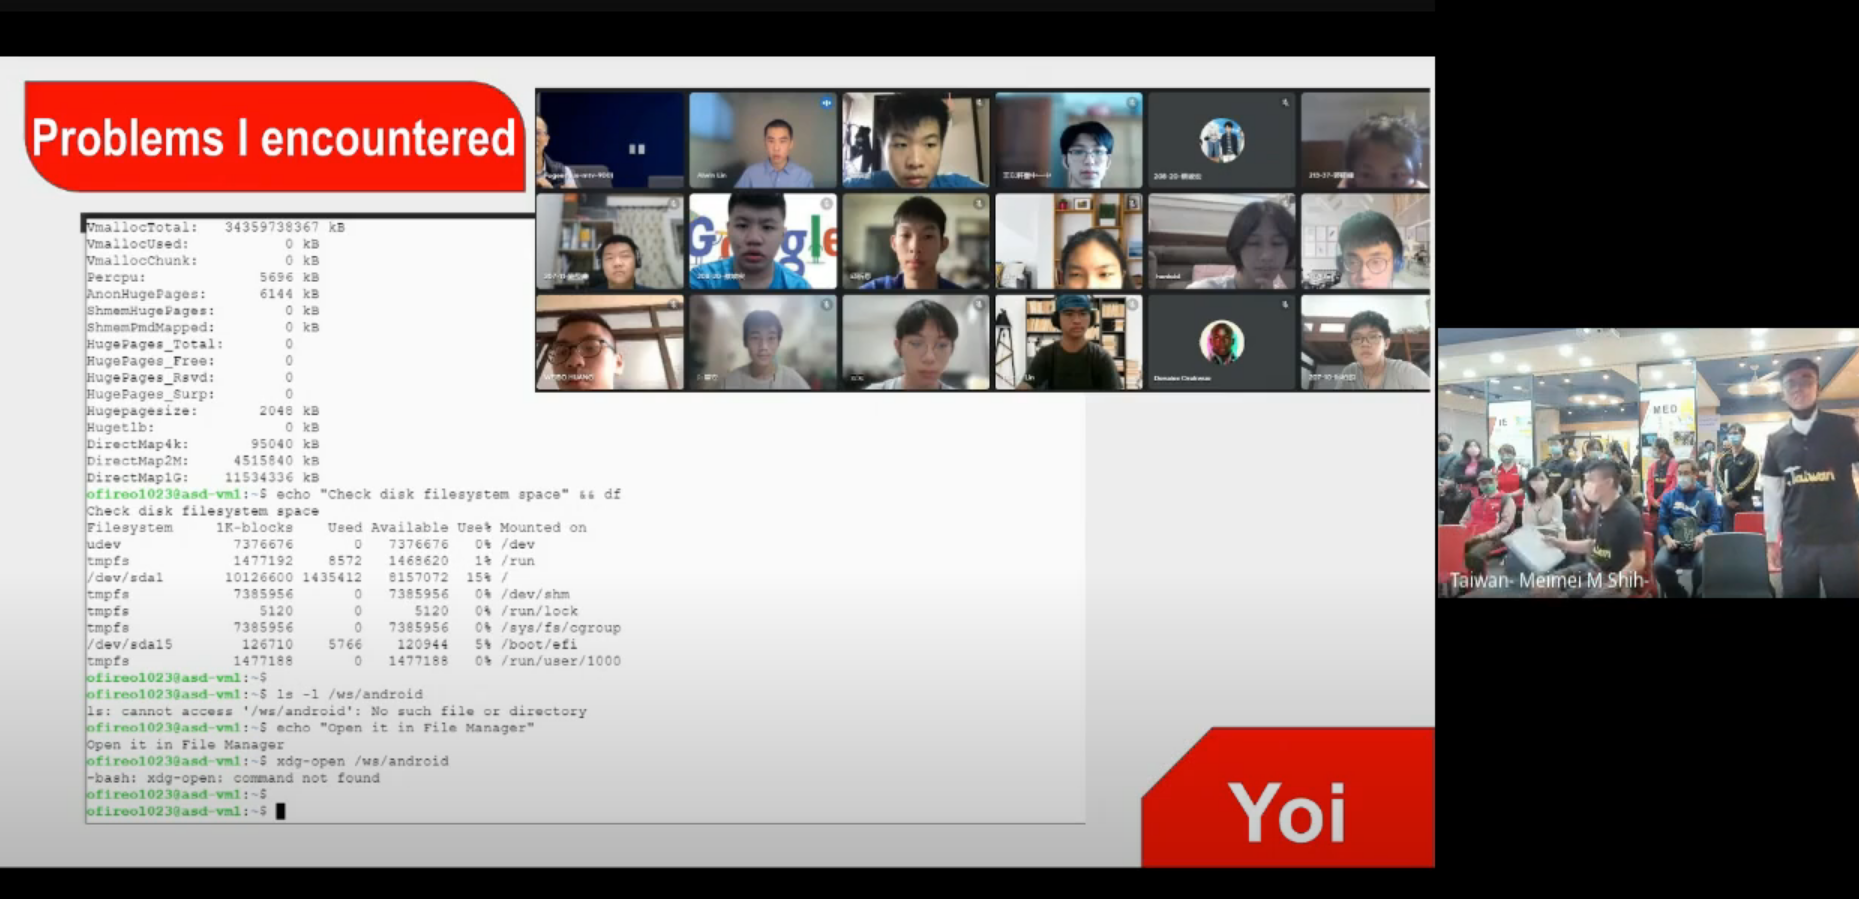 Problems I encountered
VmallocTotal: 34359738367 kB
VmallocUsed: 0 kB
VmallocChunk: 0 kB
Percpu: 5696 kB
AnonHugePages: 6144 kB
ShmemHugePages: 0 kB
ShmemPmdMapped: 0 kB
HugePages_Total: 0
HugePages_Free: 0
HugePages_Rsvd: 0
HugePages_Surp: 0
Hugepagesize: 2048 kB
Hugetlb: 0 kB
DirectMap4k: 95040 kB
DirectMap2M: 4515840 kB
DirectMap1G: 11534336 kB
ofireo1023@asd-vm1:~$ echo "Check disk filesystem space" && df
Check disk filesystem space
Filesystem 1K-blocks Used Available Use% Mounted on
udev 7376676 0 7376676 0% /dev
tmpfs 1477192 8572 1468620 1% /run
/dev/sda1 10126600 1435412 8157072 15% /
tmpfs 7385956 0 7385956 0% /dev/shm
tmpfs 5120 0 5120 0% /run/lock
tmpfs 7385956 0 7385956 0% /sys/fs/cgroup
/dev/sda15 126710 5766 120944 5% /boot/efi
tmpfs 1477188 0 1477188 0% /run/user/1000
ofireo1023@asd-vm1:~$
ofireo1023@asd-vm1:~$ ls -l /ws/android
ls: cannot access '/ws/android': No such file or directory
ofireo1023@asd-vm1:~$ echo "Open it in File Manager"
Open it in File Manager
ofireo1023@asd-vm1:~$ xdg-open /ws/android
-bash: xdg-open: command not found
ofireo1023@asd-vm1:~$
ofireo1023@asd-vm1:~$
Alwin Lin
Google
WEIBO HUANG
Yoi
MED
Taiwan
Taiwan- Meimei M Shih-